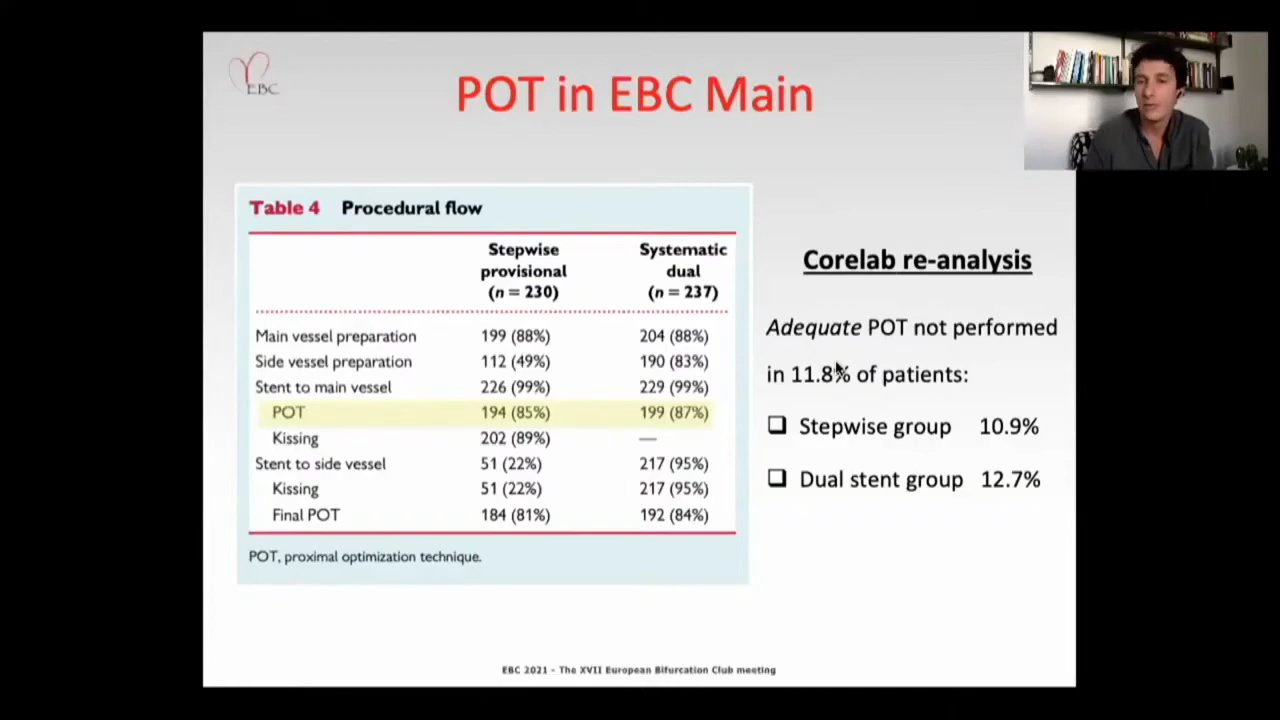 EBC
POT in EBC Main
Table 4 Procedural flow
Stepwise provisional (n = 230) Systematic dual (n = 237)
Main vessel preparation 199 (88%) 204 (88%)
Side vessel preparation 112 (49%) 190 (83%)
Stent to main vessel 226 (99%) 229 (99%)
POT 194 (85%) 199 (87%)
Kissing 202 (89%) —
Stent to side vessel 51 (22%) 217 (95%)
Kissing 51 (22%) 217 (95%)
Final POT 184 (81%) 192 (84%)
POT, proximal optimization technique.
Corelab re-analysis
Adequate POT not performed
in 11.8% of patients:
❑ Stepwise group 10.9%
❑ Dual stent group 12.7%
EBC 2021 - The XVII European Bifurcation Club meeting